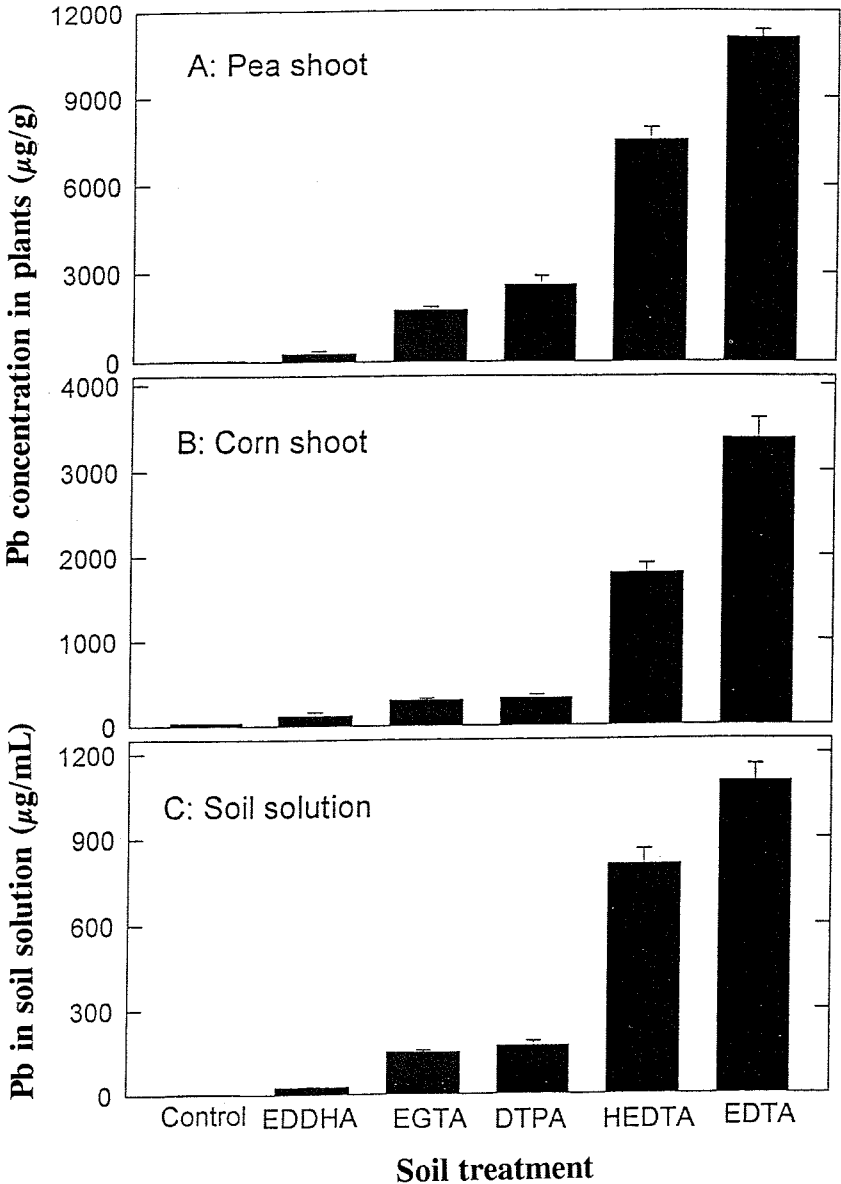 12000
A: Pea shoot
9000
6000
3000
0
Pb concentration in plants (µg/g)
4000
B: Corn shoot
3000
2000
1000
0
1200
C: Soil solution
900
600
300
0
Pb in soil solution (µg/mL)
Control EDDHA EGTA DTPA HEDTA EDTA
Soil treatment